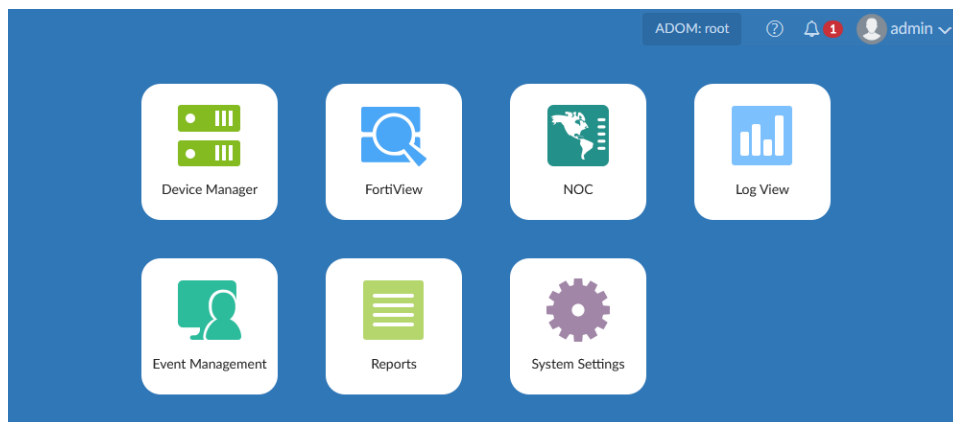 ADOM: root ? 1 admin
Device Manager FortiView NOC Log View
Event Management Reports System Settings